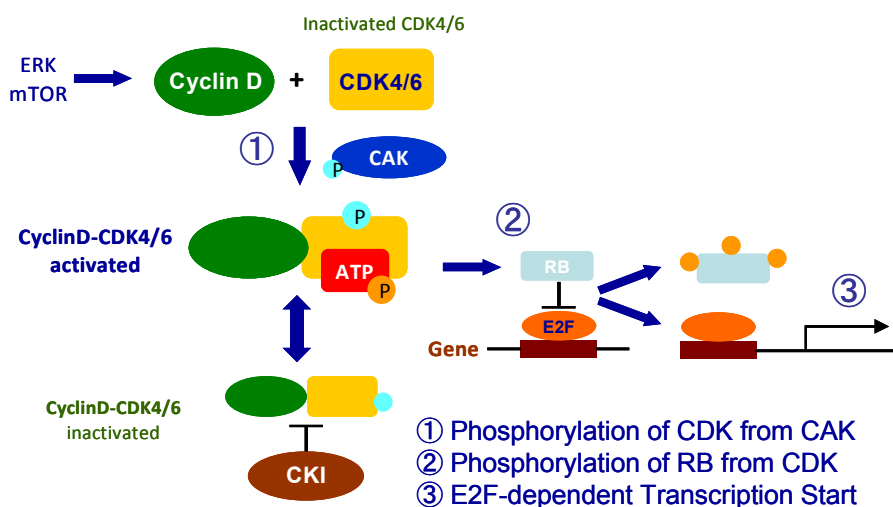 Inactivated CDK4/6
ERK
mTOR
Cyclin D
+
CDK4/6
①
P
CAK
CyclinD-CDK4/6
activated
P
ATP
P
②
RB
E2F
Gene
③
CyclinD-CDK4/6
inactivated
CKI
① Phosphorylation of CDK from CAK
② Phosphorylation of RB from CDK
③ E2F-dependent Transcription Start